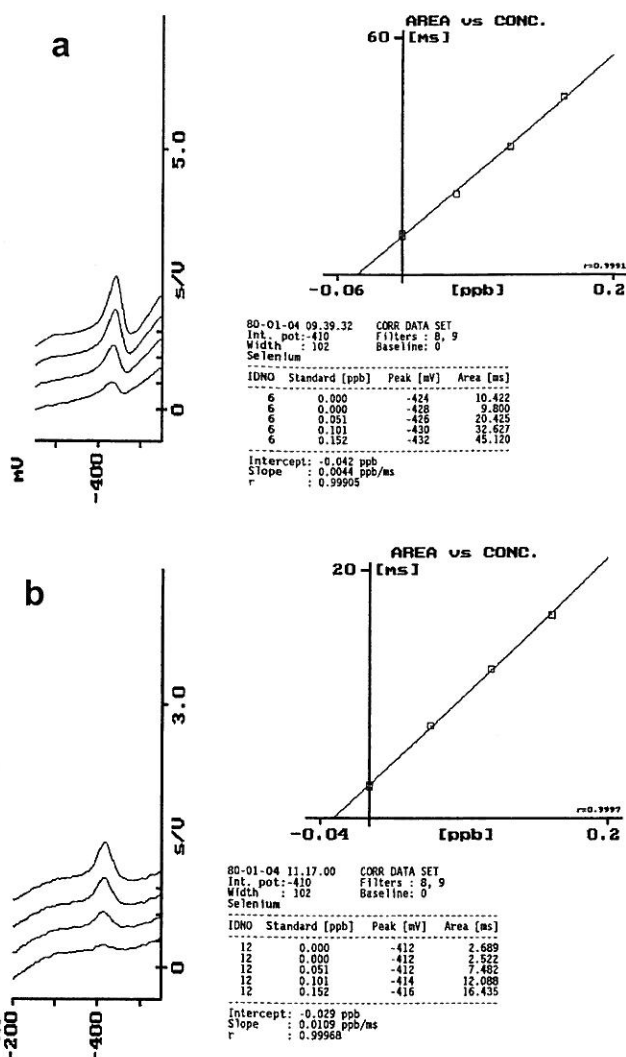 a
AREA vs CONC.
60
[ms]
5.0
s/V
0
mV
-400
r=0.9991
-0.06
[ppb]
0.2
80-01-04 09.39.32 CORR DATA SET
Int. pot:-410 Filters : 8, 9
Width : 102 Baseline: 0
Selenium
IDNO Standard [ppb] Peak [mV] Area [ms]
6 0.000 -424 10.422
6 0.000 -428 9.800
6 0.051 -426 20.425
6 0.101 -430 32.627
6 0.152 -432 45.120
Intercept: -0.042 ppb
Slope : 0.0044 ppb/ms
r : 0.99905
b
AREA vs CONC.
20
[ms]
3.0
s/V
0
-200
-400
r=0.9997
-0.04
[ppb]
0.2
80-01-04 11.17.00 CORR DATA SET
Int. pot:-410 Filters : 8, 9
Width : 102 Baseline: 0
Selenium
IDNO Standard [ppb] Peak [mV] Area [ms]
12 0.000 -412 2.689
12 0.000 -412 2.522
12 0.051 -412 7.482
12 0.101 -414 12.088
12 0.152 -416 16.435
Intercept: -0.029 ppb
Slope : 0.0109 ppb/ms
r : 0.99968